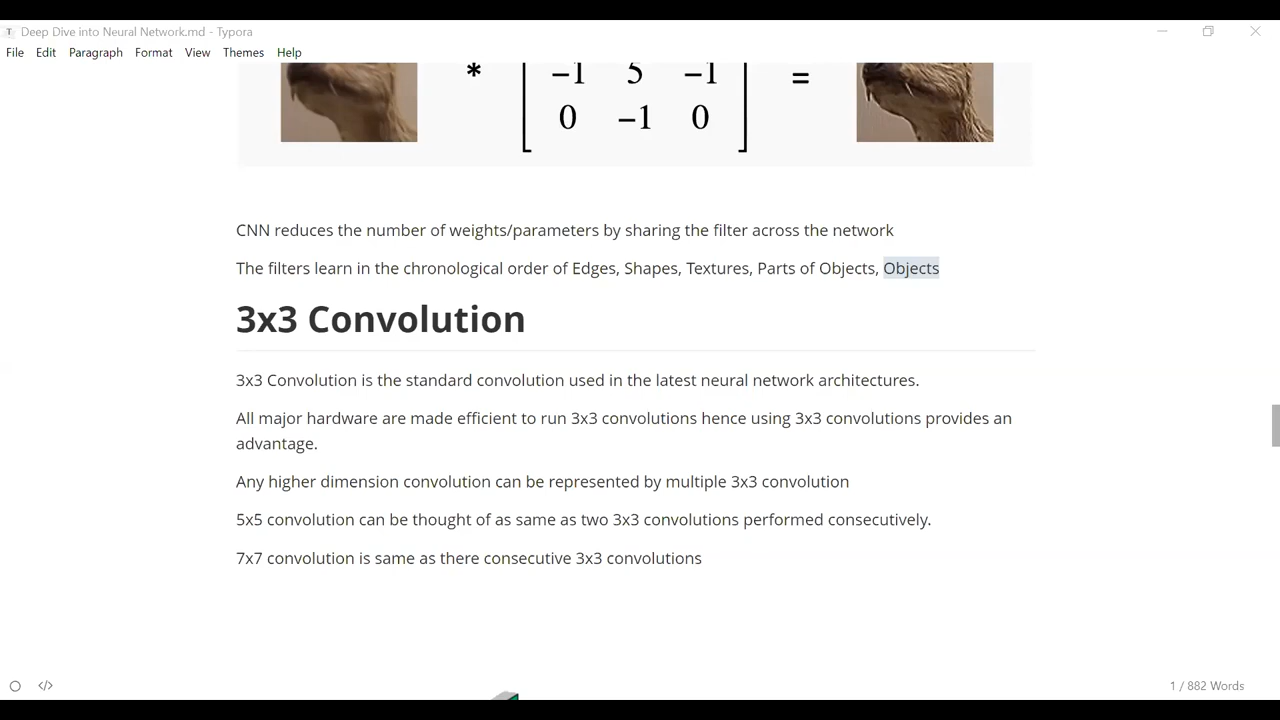 Deep Dive into Neural Network.md - Typora
File Edit Paragraph Format View Themes Help
* −1 5 −1 =
0 −1 0
CNN reduces the number of weights/parameters by sharing the filter across the network
The filters learn in the chronological order of Edges, Shapes, Textures, Parts of Objects, Objects
3x3 Convolution
3x3 Convolution is the standard convolution used in the latest neural network architectures.
All major hardware are made efficient to run 3x3 convolutions hence using 3x3 convolutions provides an
advantage.
Any higher dimension convolution can be represented by multiple 3x3 convolution
5x5 convolution can be thought of as same as two 3x3 convolutions performed consecutively.
7x7 convolution is same as there consecutive 3x3 convolutions
1 / 882 Words